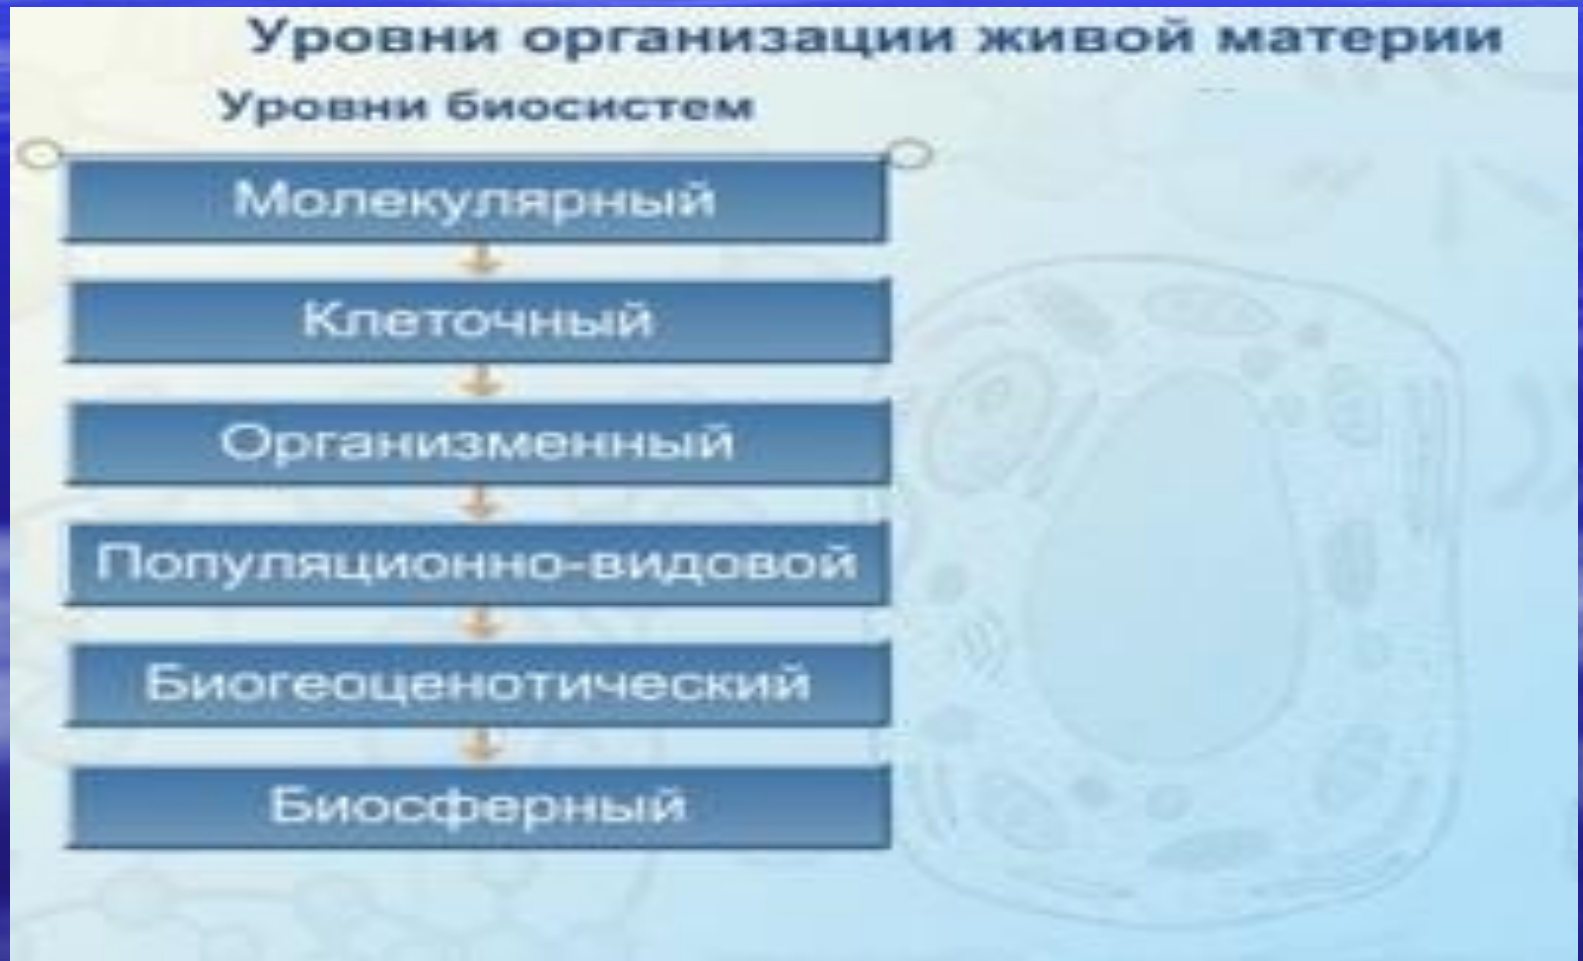 Уровни организации живой материи
Уровни биосистем
Молекулярный
Клеточный
Организменный
Популяционно-видовой
Биогеоценотический
Биосферный